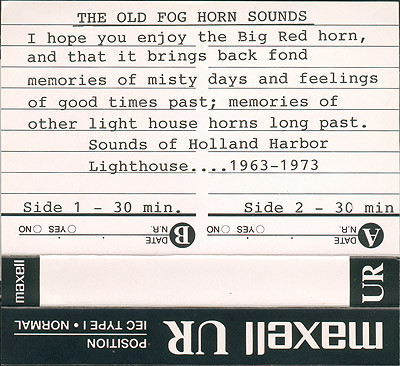 THE OLD FOG HORN SOUNDS
I hope you enjoy the Big Red horn,
and that it brings back fond
memories of misty days and feelings
of good times past; memories of
other light house horns long past.
Sounds of Holland Harbor
Lighthouse....1963-1973
Side 1 - 30 min. Side 2 - 30 min
B DATE N.R. YES NO
A DATE N.R. YES NO
maxell UR
maxell UR POSITION IEC TYPE I • NORMAL